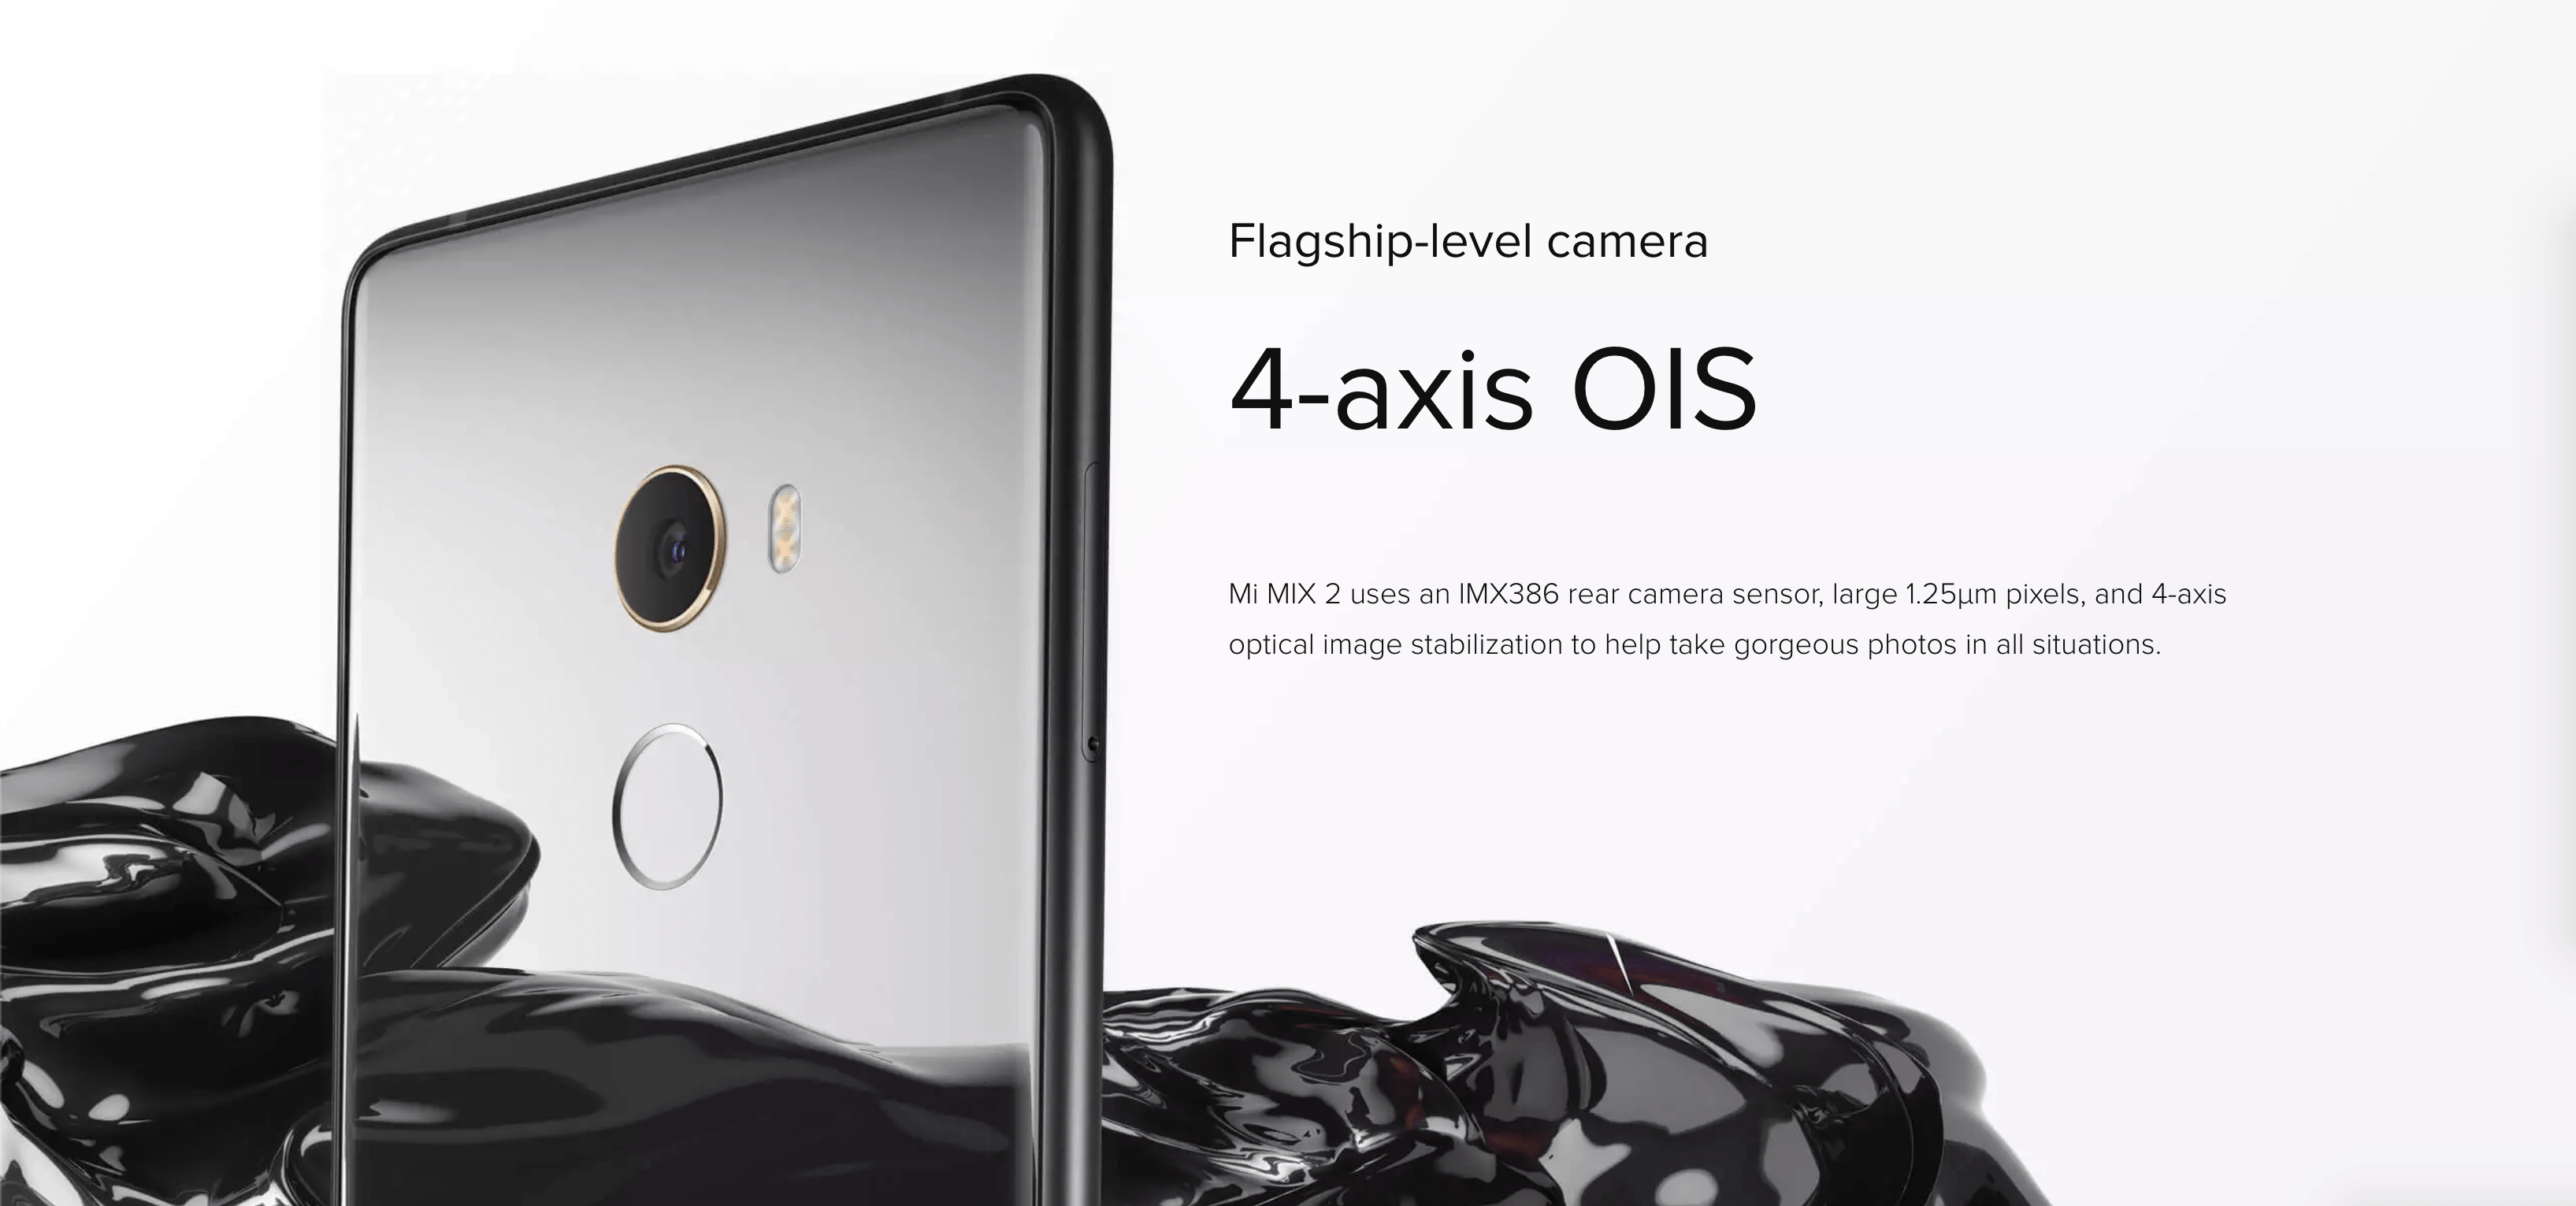 Flagship-level camera
4-axis OIS
Mi MIX 2 uses an IMX386 rear camera sensor, large 1.25µm pixels, and 4-axis
optical image stabilization to help take gorgeous photos in all situations.